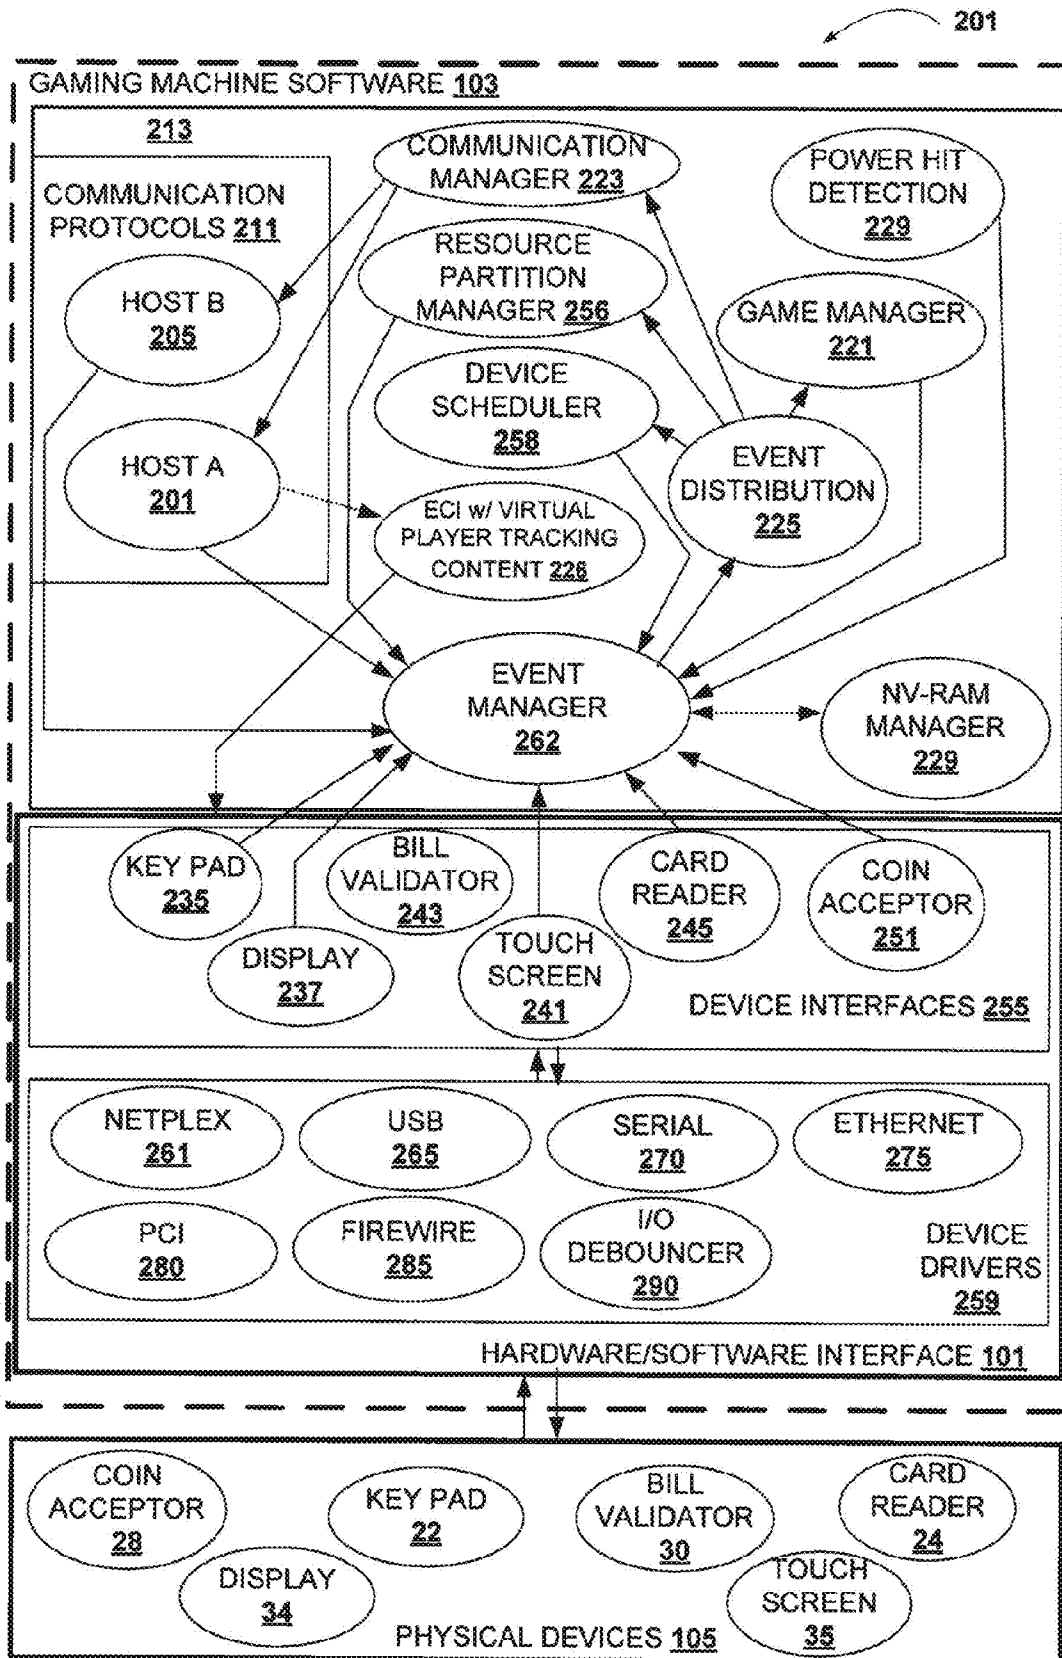 201
GAMING MACHINE SOFTWARE 103
213
COMMUNICATION
PROTOCOLS 211
HOST B
205
HOST A
201
COMMUNICATION
MANAGER 223
RESOURCE
PARTITION
MANAGER 256
DEVICE
SCHEDULER
258
ECI w/ VIRTUAL
PLAYER TRACKING
CONTENT 226
POWER HIT
DETECTION
229
GAME MANAGER
221
EVENT
DISTRIBUTION
225
EVENT
MANAGER
262
NV-RAM
MANAGER
229
KEY PAD
235
DISPLAY
237
BILL
VALIDATOR
243
TOUCH
SCREEN
241
CARD
READER
245
COIN
ACCEPTOR
251
DEVICE INTERFACES 255
NETPLEX
261
USB
265
SERIAL
270
ETHERNET
275
PCI
280
FIREWIRE
285
I/O
DEBOUNCER
290
DEVICE
DRIVERS
259
HARDWARE/SOFTWARE INTERFACE 101
COIN
ACCEPTOR
28
KEY PAD
22
BILL
VALIDATOR
30
CARD
READER
24
DISPLAY
34
TOUCH
SCREEN
35
PHYSICAL DEVICES 105